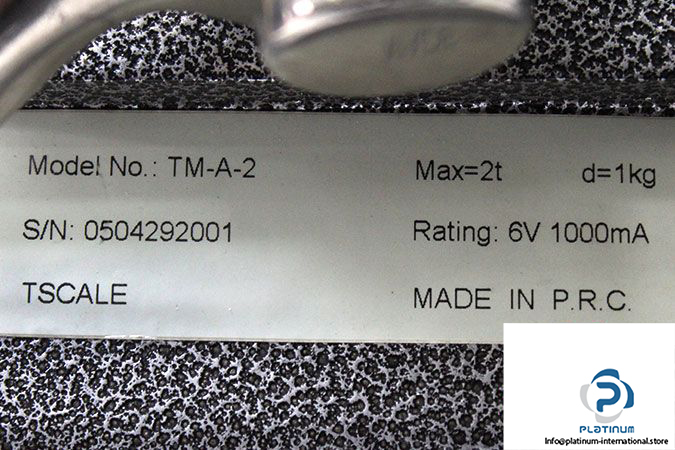 Model No.: TM-A-2 Max=2t d=1kg
S/N: 0504292001 Rating: 6V 1000mA
TSCALE MADE IN P.R.C.
PLATINUM
Info@platinum-international.store